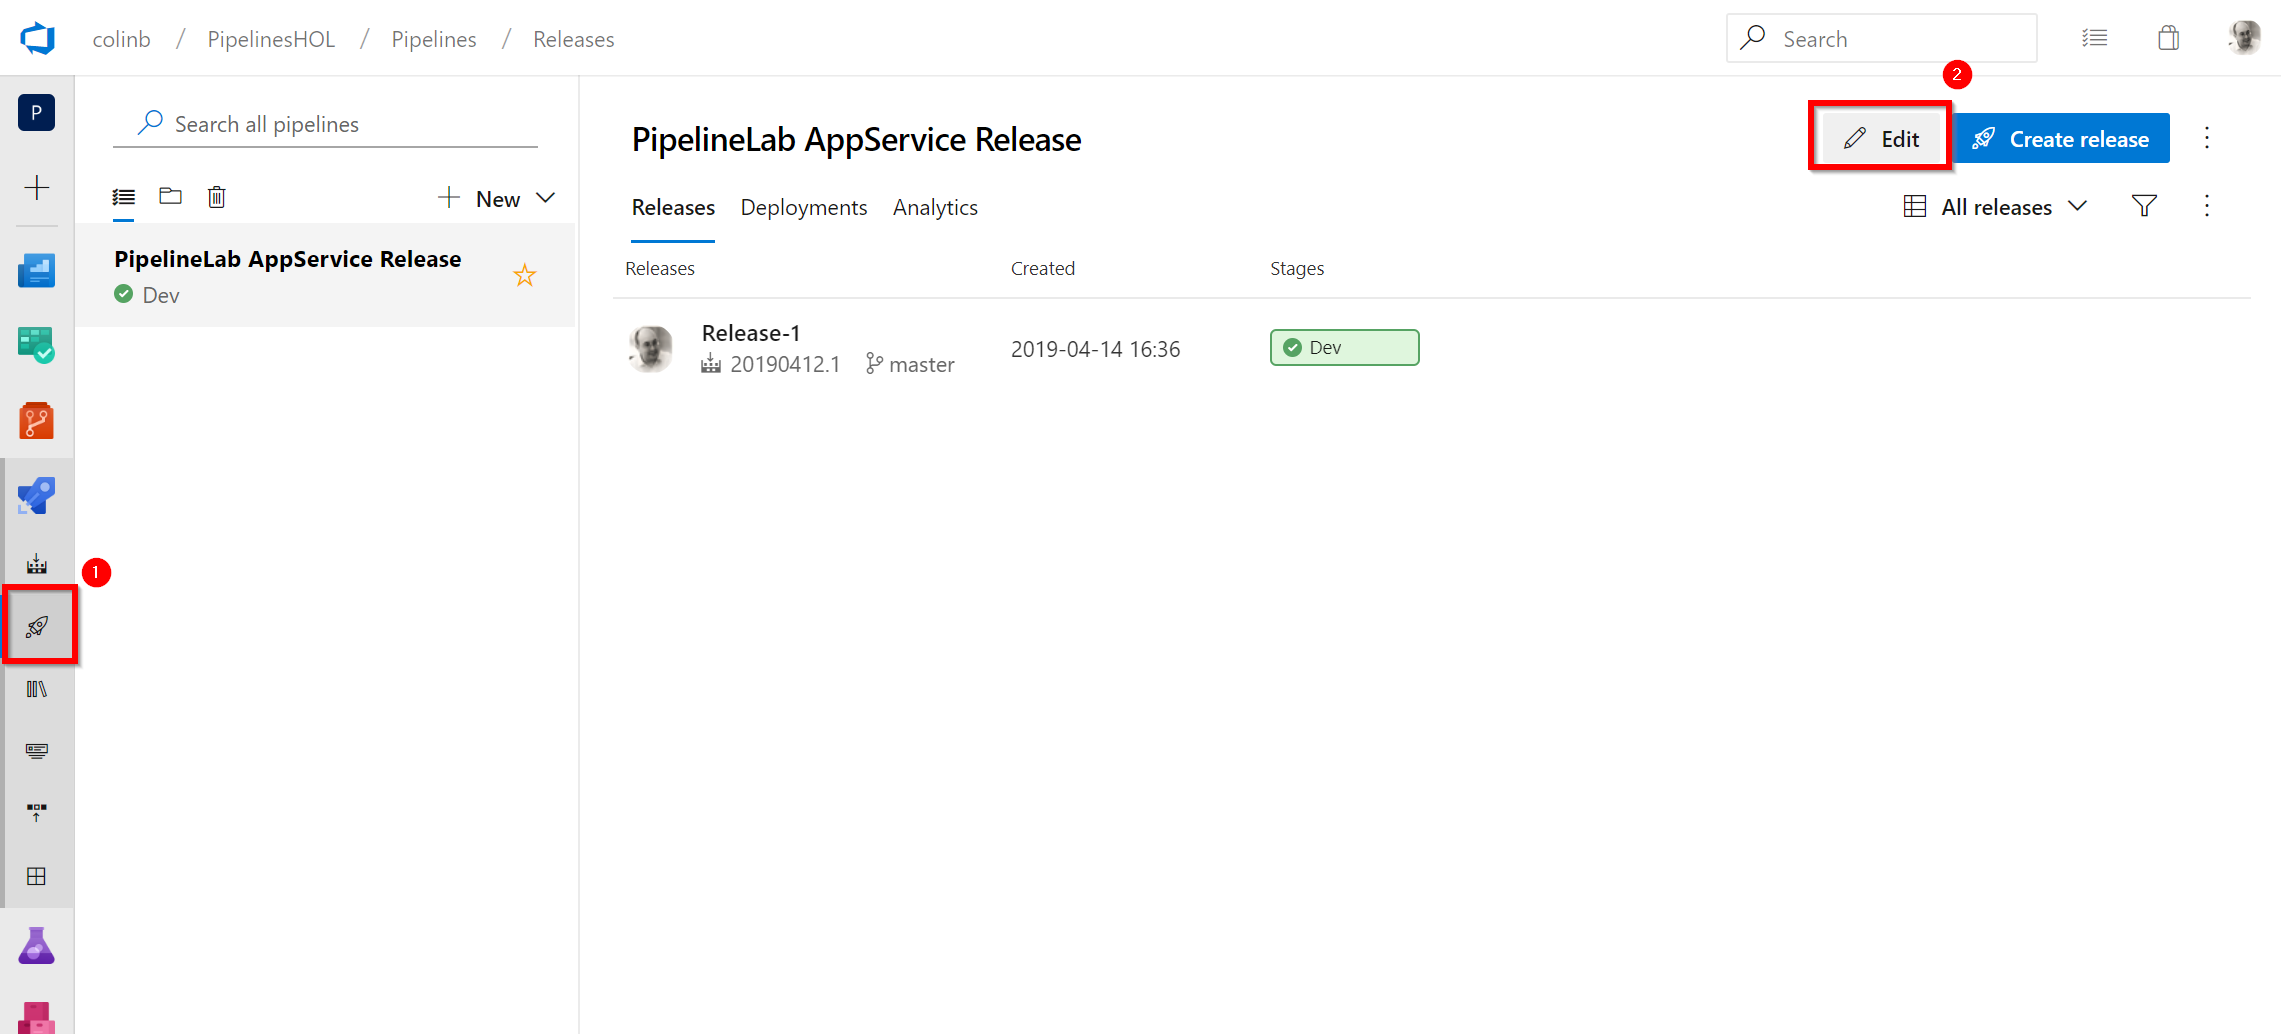 colinb / PipelinesHOL / Pipelines / Releases
Search
2
P
Search all pipelines
PipelineLab AppService Release
Edit
Create release
New
Releases Deployments Analytics
All releases
PipelineLab AppService Release
Dev
Releases Created Stages
Release-1
20190412.1 master
2019-04-14 16:36
Dev
1